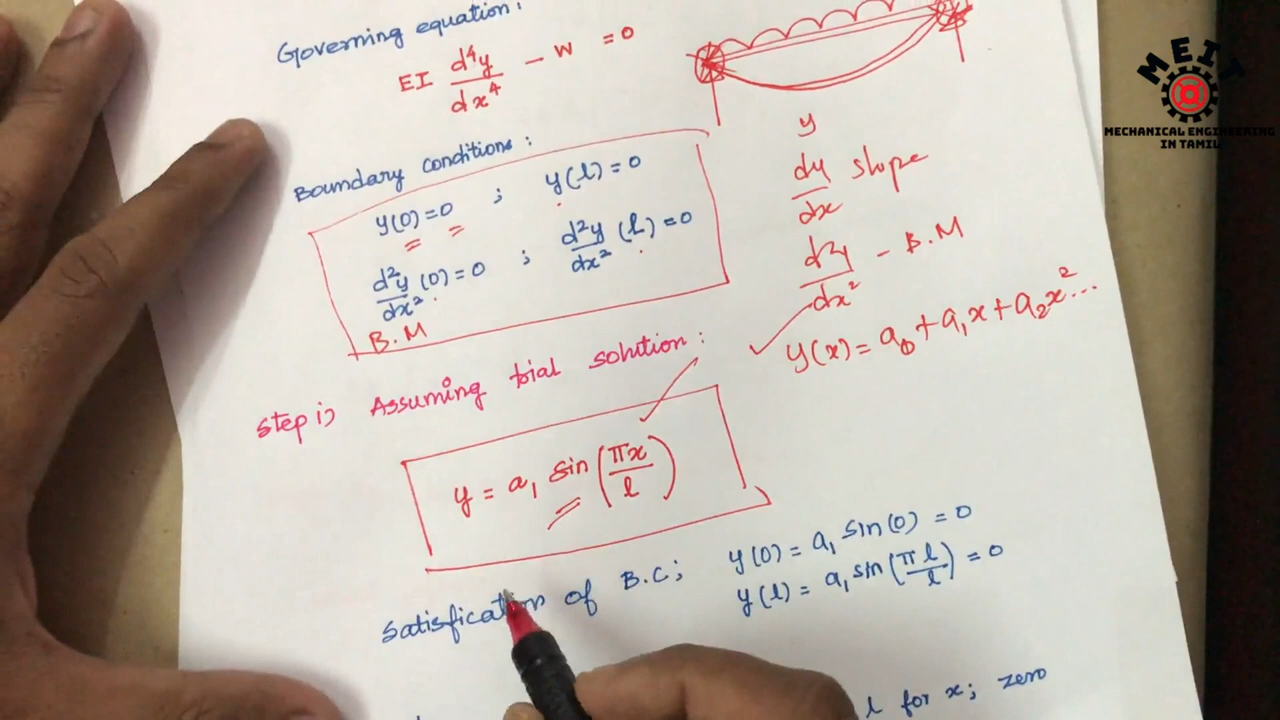 Governing equation:
EI d⁴y/dx⁴ - w = 0
Boundary conditions:
y(0)=0 ; y(l)=0
d²y/dx² (0)=0 ; d²y/dx² (l)=0
B.M
y
dy/dx slope
d²y/dx² - B.M
y(x) = a₀+a₁x+a₂x²...
Step i) Assuming trial solution:
y = a₁ sin (πx/l)
Satisfication of B.C; y(0) = a₁ sin(0) = 0
y(l) = a₁ sin (πl/l) = 0
l for x; zero
MEIT
MECHANICAL ENGINEERING
IN TAMIL